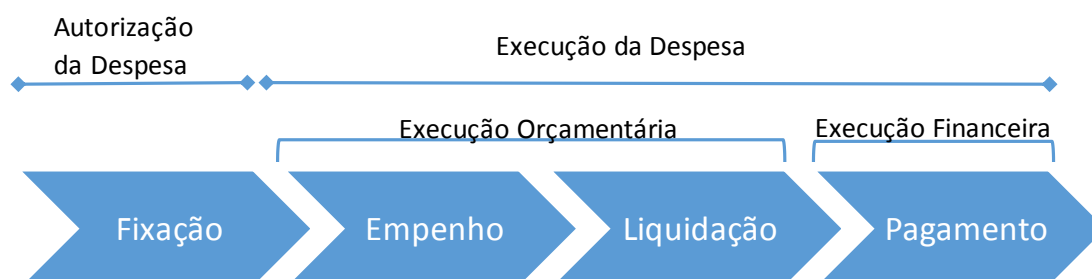 Autorização
da Despesa
Execução da Despesa
Execução Orçamentária
Execução Financeira
Fixação
Empenho
Liquidação
Pagamento